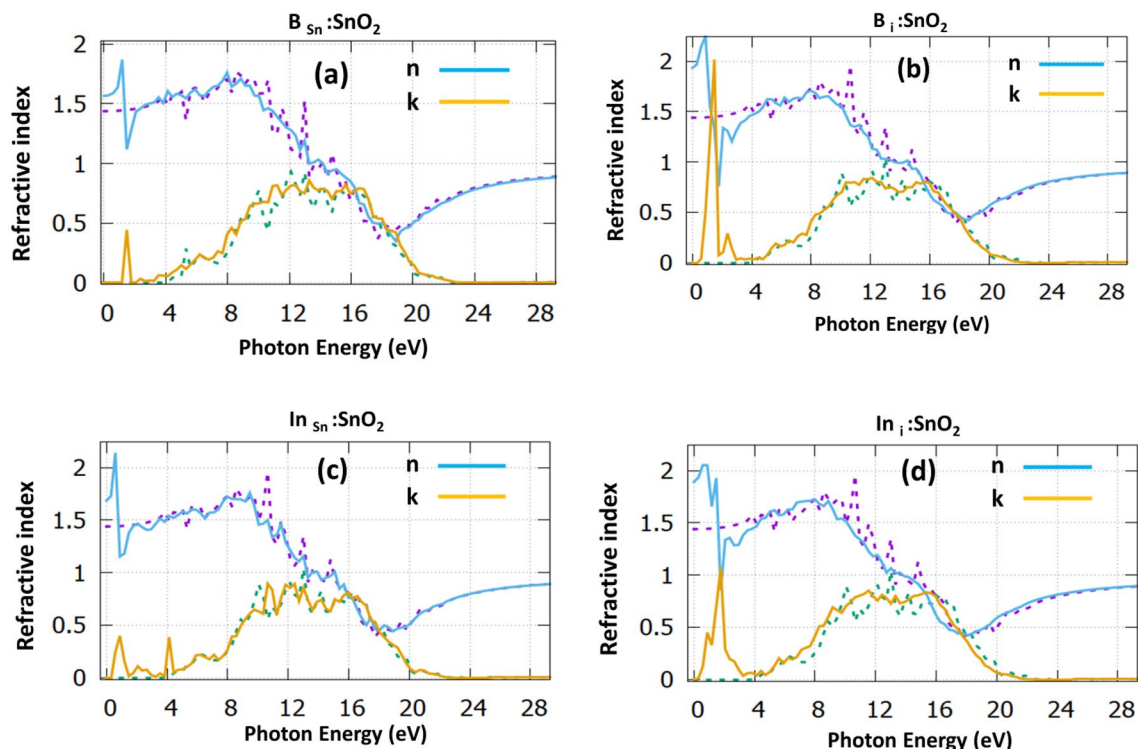 B Sn :SnO2
(a)
n
k
Refractive index
2
1.5
1
0.5
0
0 4 8 12 16 20 24 28
Photon Energy (eV)
B i :SnO2
(b)
n
k
Refractive index
2
1.5
1
0.5
0
0 4 8 12 16 20 24 28
Photon Energy (eV)
In Sn :SnO2
(c)
n
k
Refractive index
2
1.5
1
0.5
0
0 4 8 12 16 20 24 28
Photon Energy (eV)
In i :SnO2
(d)
n
k
Refractive index
2
1.5
1
0.5
0
0 4 8 12 16 20 24 28
Photon Energy (eV)